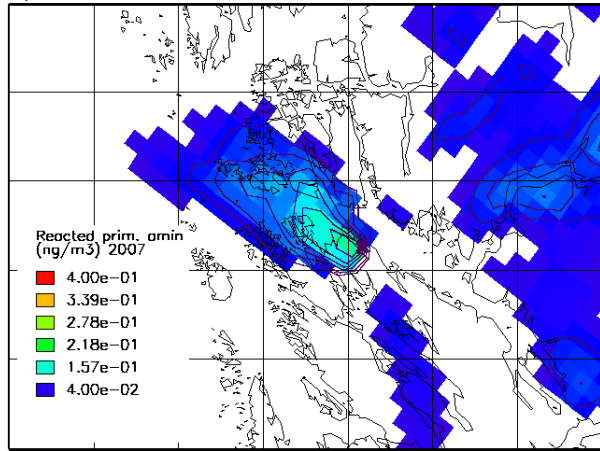 Reacted prim. amin
(ng/m3) 2007
4.00e-01
3.39e-01
2.78e-01
2.18e-01
1.57e-01
4.00e-02